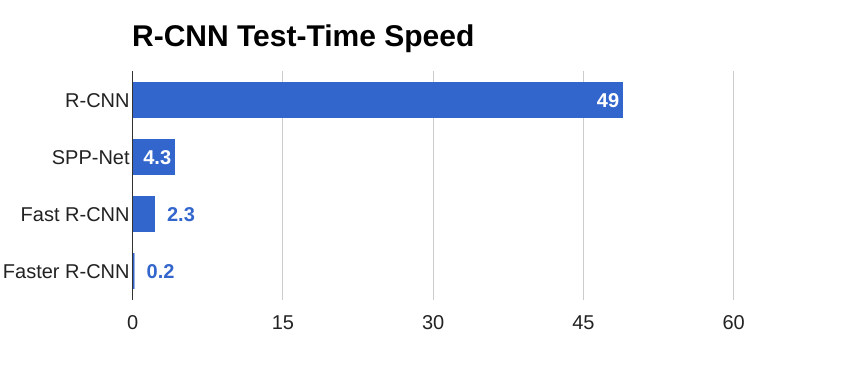 R-CNN Test-Time Speed
R-CNN 49
SPP-Net 4.3
Fast R-CNN 2.3
Faster R-CNN 0.2
0 15 30 45 60